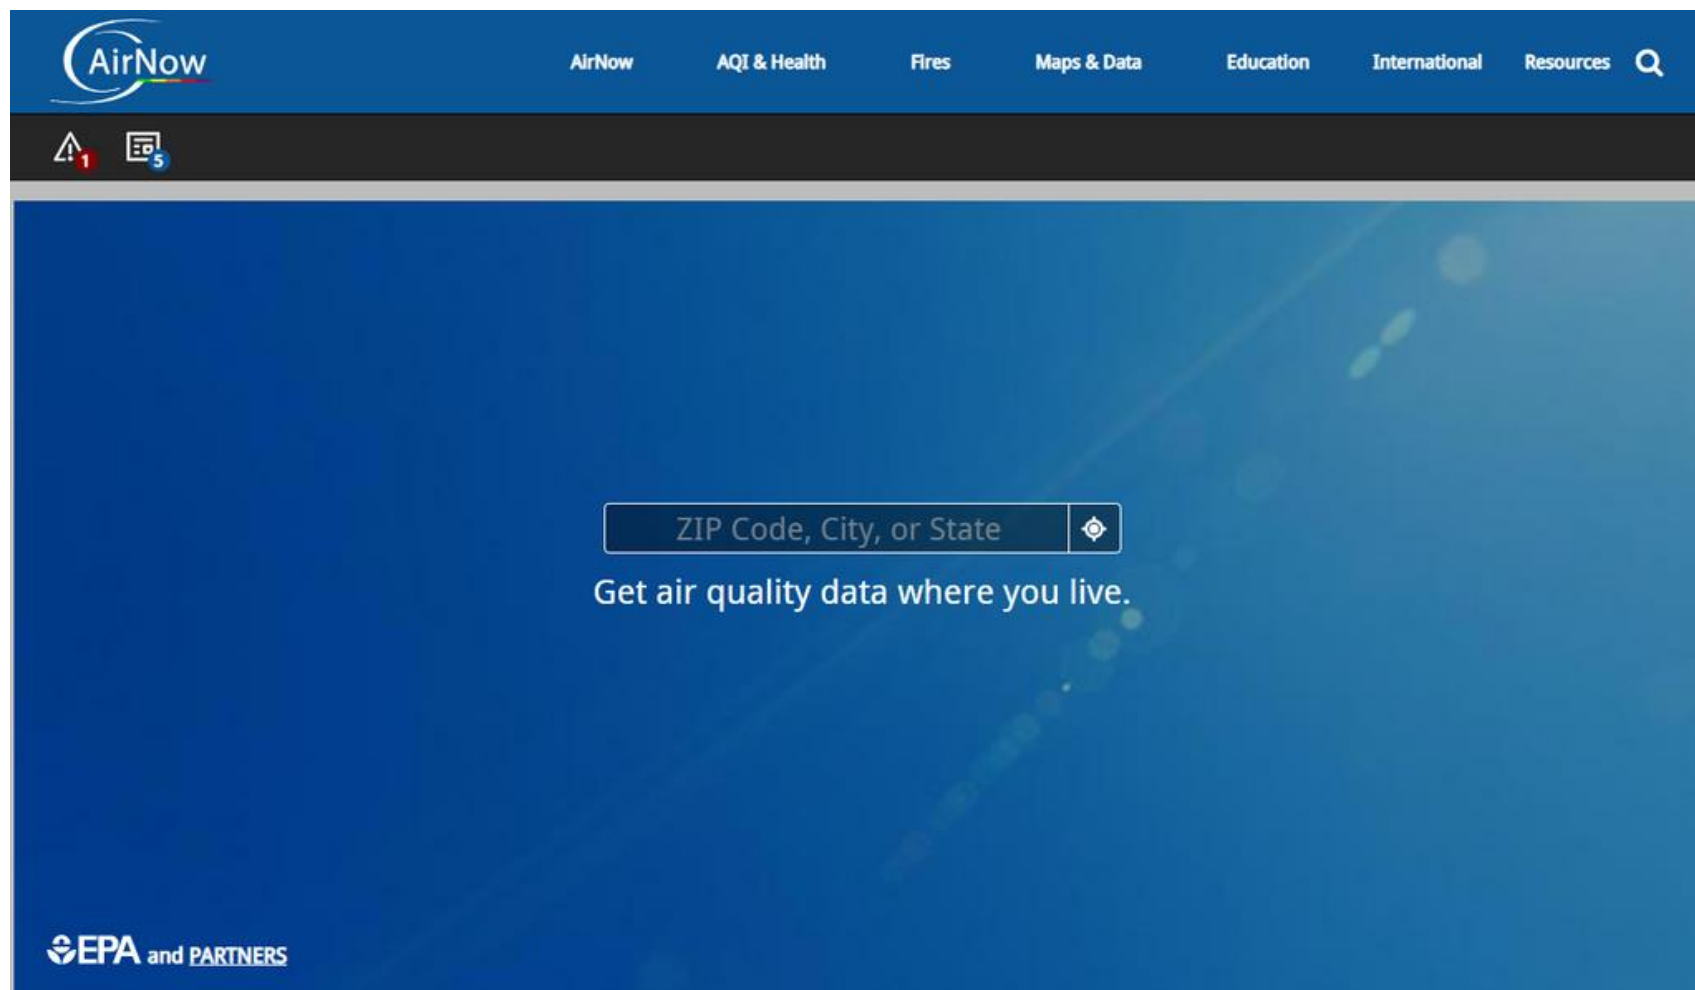 AirNow
AirNow AQI & Health Fires Maps & Data Education International Resources
1 5
ZIP Code, City, or State
Get air quality data where you live.
EPA and PARTNERS